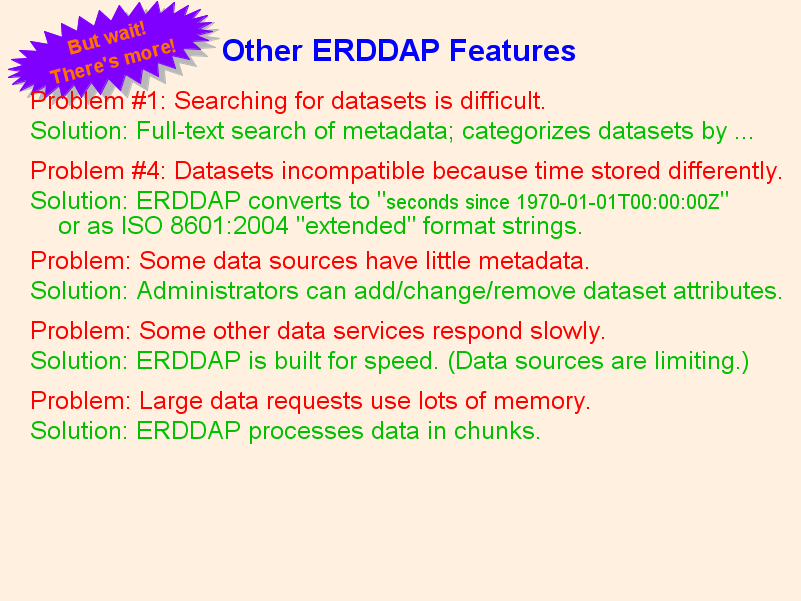 But wait!
There's more!
Other ERDDAP Features
Problem #1: Searching for datasets is difficult.
Solution: Full-text search of metadata; categorizes datasets by ...
Problem #4: Datasets incompatible because time stored differently.
Solution: ERDDAP converts to "seconds since 1970-01-01T00:00:00Z"
or as ISO 8601:2004 "extended" format strings.
Problem: Some data sources have little metadata.
Solution: Administrators can add/change/remove dataset attributes.
Problem: Some other data services respond slowly.
Solution: ERDDAP is built for speed. (Data sources are limiting.)
Problem: Large data requests use lots of memory.
Solution: ERDDAP processes data in chunks.